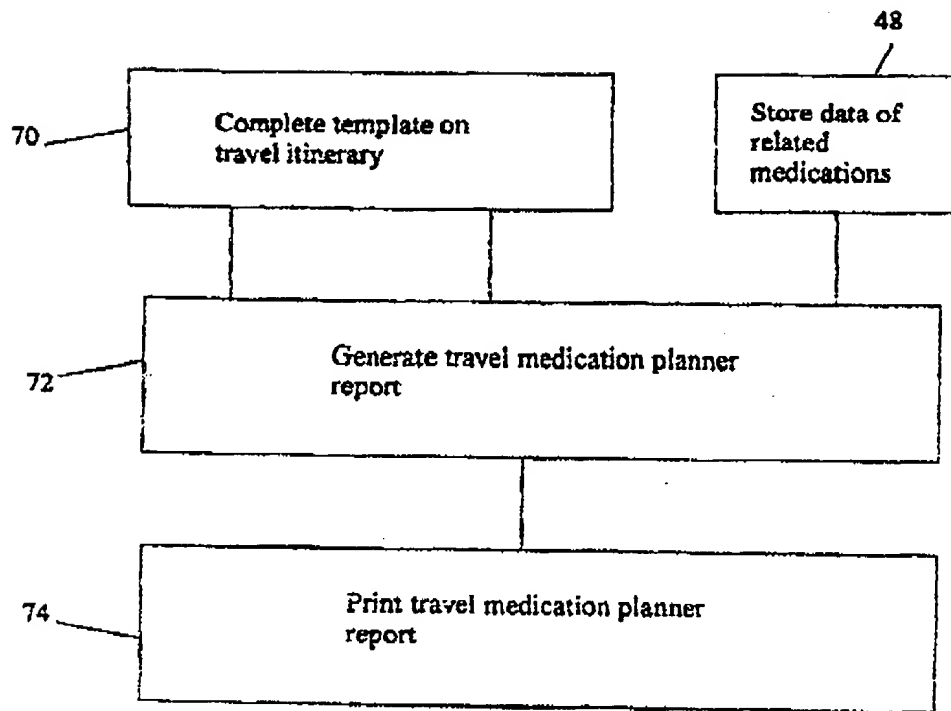 48
70
Complete template on
travel itinerary
Store data of
related
medications
72
Generate travel medication planner
report
74
Print travel medication planner
report